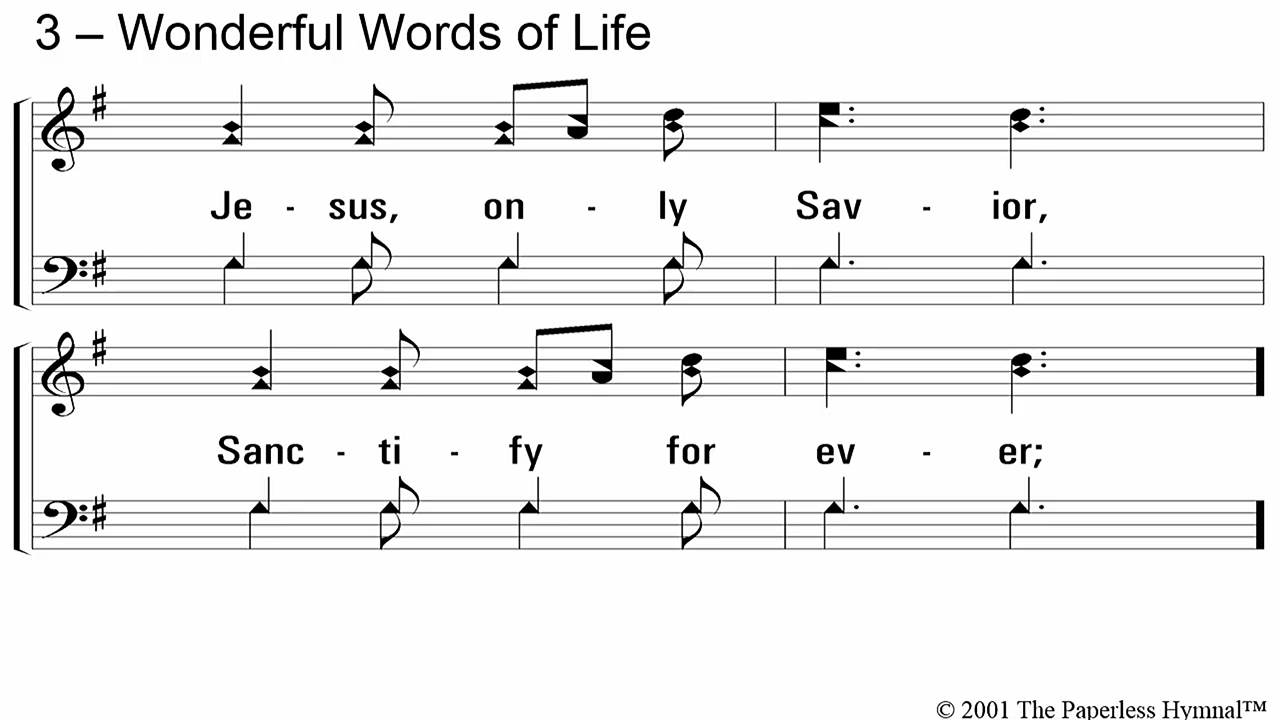 3 – Wonderful Words of Life
Je - sus, on - ly Sav - ior,
Sanc - ti - fy for ev - er;
© 2001 The Paperless Hymnal™